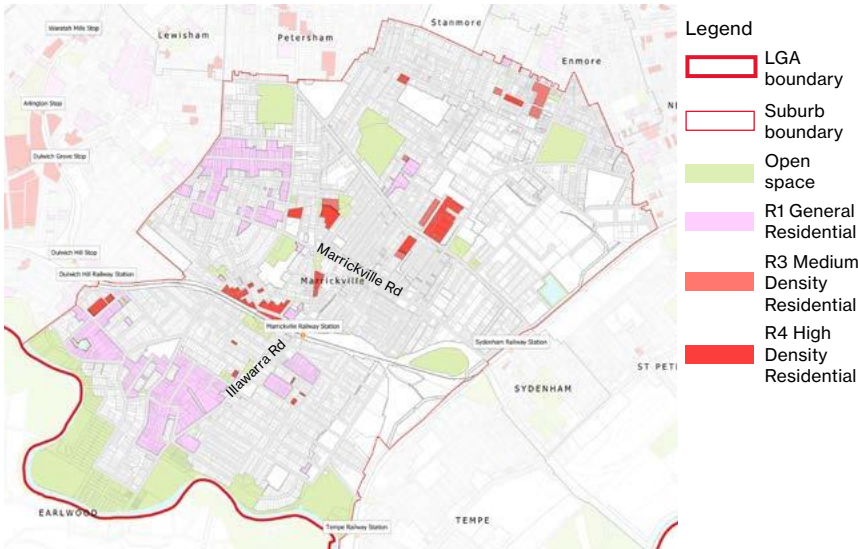 Stanmore
Waratah Mills Stop
Lewisham
Petersham
Enmore
Arlington Stop
NE
Dulwich Grove Stop
Dulwich Hill Stop
Dulwich Hill Railway Station
Marrickville Rd
Marrickville
Marrickville Railway Station
Illawarra Rd
Sydenham Railway Station
ST PET
SYDENHAM
EARLWOOD
TEMPE
Tempe Railway Station
Legend
LGA
boundary
Suburb
boundary
Open
space
R1 General
Residential
R3 Medium
Density
Residential
R4 High
Density
Residential